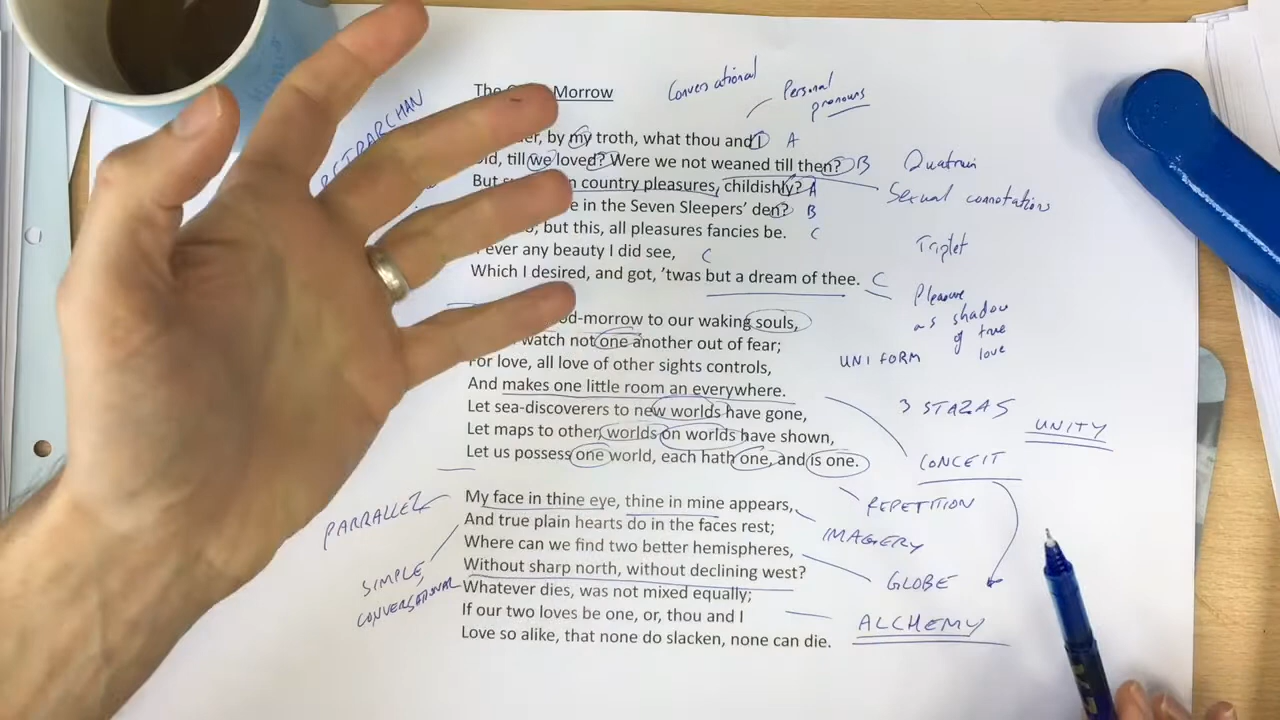 The Morrow
Conversational
Personal
pronouns
PETRARCHAN
by my troth, what thou and I A
till we loved? Were we not weaned till then? B
Quatrain
But country pleasures, childishly? A
Sexual connotations
in the Seven Sleepers' den? B
but this, all pleasures fancies be. C
ever any beauty I did see, C
Triplet
Which I desired, and got, 'twas but a dream of thee. C
Pleasure
as shadow
of true
love
-morrow to our waking souls,
watch not one another out of fear;
UNIFORM
For love, all love of other sights controls,
And makes one little room an everywhere.
Let sea-discoverers to new worlds have gone,
3 STAZAS
UNITY
Let maps to other, worlds on worlds have shown,
Let us possess one world, each hath one, and is one.
CONCEIT
My face in thine eye, thine in mine appears,
REPETITION
PARRALEL
And true plain hearts do in the faces rest;
IMAGERY
Where can we find two better hemispheres,
Without sharp north, without declining west?
GLOBE
SIMPLE
CONVERSATIONAL
Whatever dies, was not mixed equally;
If our two loves be one, or, thou and I
ALCHEMY
Love so alike, that none do slacken, none can die.